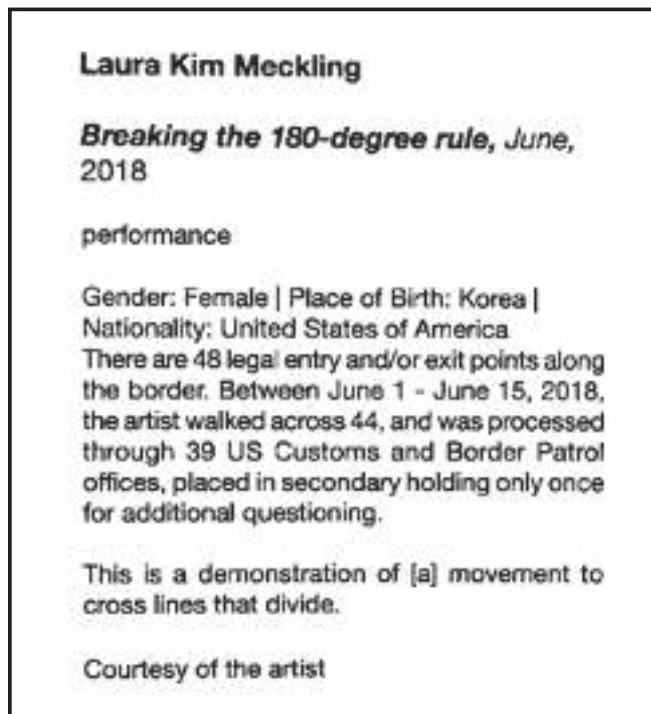 Laura Kim Meckling
Breaking the 180-degree rule, June,
2018
performance
Gender: Female | Place of Birth: Korea |
Nationality: United States of America
There are 48 legal entry and/or exit points along
the border. Between June 1 - June 15, 2018,
the artist walked across 44, and was processed
through 39 US Customs and Border Patrol
offices, placed in secondary holding only once
for additional questioning.
This is a demonstration of [a] movement to
cross lines that divide.
Courtesy of the artist